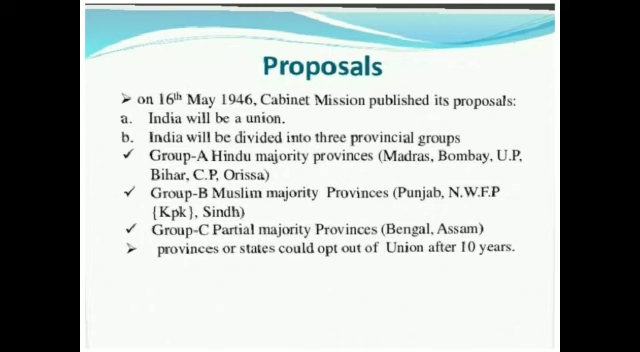 Proposals
➢ on 16th May 1946, Cabinet Mission published its proposals:
a. India will be a union.
b. India will be divided into three provincial groups
✓ Group-A Hindu majority provinces (Madras, Bombay, U.P,
Bihar, C.P, Orissa)
✓ Group-B Muslim majority Provinces (Punjab, N.W.F.P
{Kpk}, Sindh)
✓ Group-C Partial majority Provinces (Bengal, Assam)
➢ provinces or states could opt out of Union after 10 years.